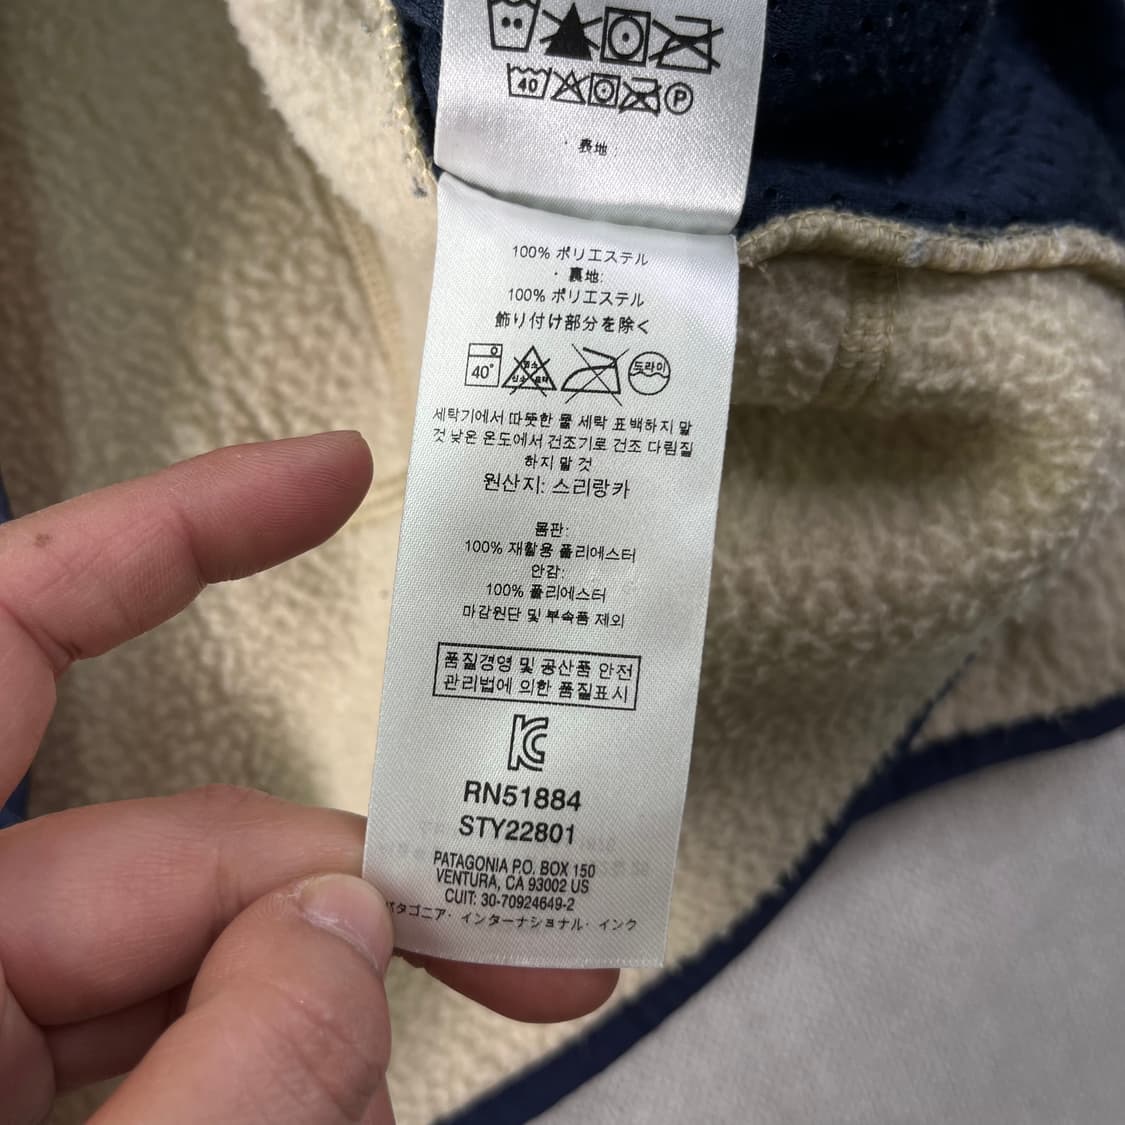 40
P
・表地:
100% ポリエステル
・裏地:
100% ポリエステル
飾り付け部分を除く
40° 드라이
세탁기에서 따뜻한 물 세탁 표백하지 말
것 낮은 온도에서 건조기로 건조 다림질
하지 말 것
원산지: 스리랑카
몸판:
100% 재활용 폴리에스터
안감:
100% 폴리에스터
마감원단 및 부속품 제외
품질경영 및 공산품 안전
관리법에 의한 품질표시
RN51884
STY22801
PATAGONIA P.O. BOX 150
VENTURA, CA 93002 US
CUIT: 30-70924649-2
パタゴニア・インターナショナル・インク